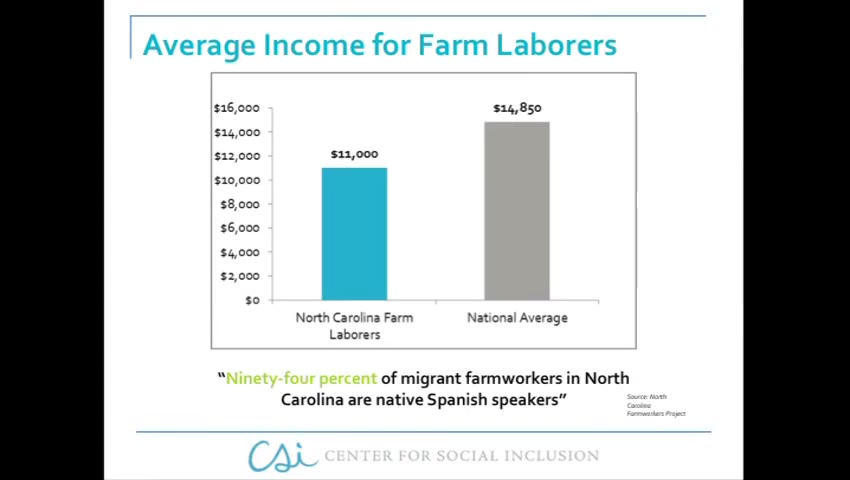 Average Income for Farm Laborers
$16,000
$14,000
$12,000
$10,000
$8,000
$6,000
$4,000
$2,000
$0
$11,000
$14,850
North Carolina Farm
Laborers
National Average
“Ninety-four percent of migrant farmworkers in North
Carolina are native Spanish speakers”
Source: North
Carolina
Farmworkers Project
csi CENTER FOR SOCIAL INCLUSION